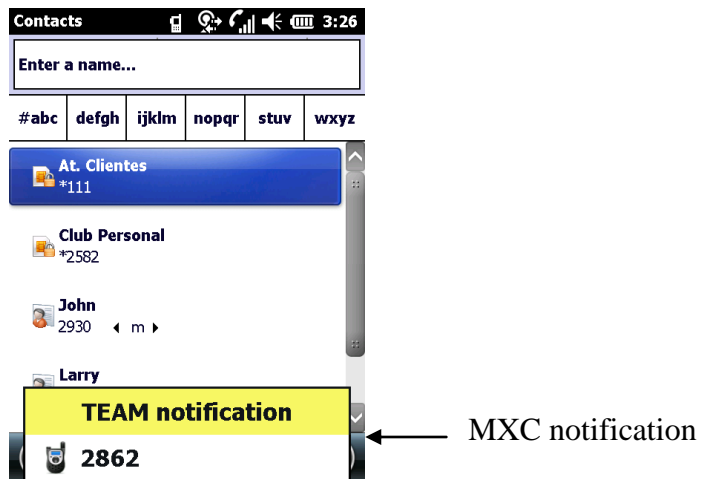 Contacts 3:26
Enter a name...
#abc defgh ijklm nopqr stuv wxyz
At. Clientes
*111
Club Personal
*2582
John
2930 m
Larry
TEAM notification
MXC notification
2862